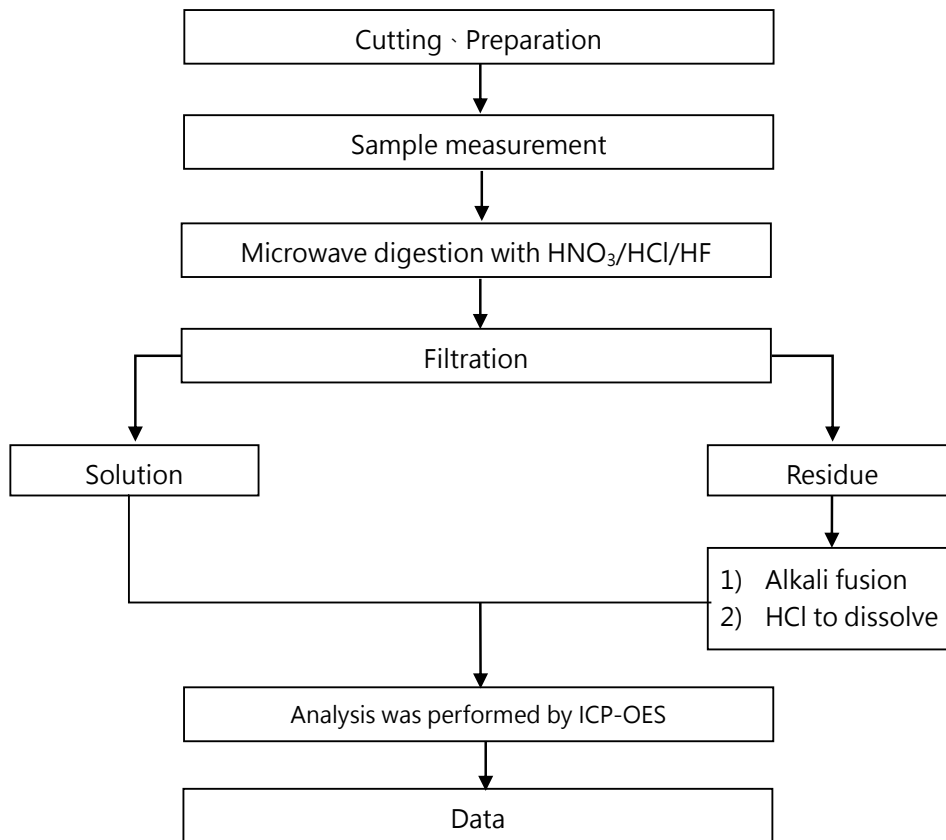 Cutting、Preparation
Sample measurement
Microwave digestion with HNO₃/HCl/HF
Filtration
Solution
Residue
1) Alkali fusion
2) HCl to dissolve
Analysis was performed by ICP-OES
Data